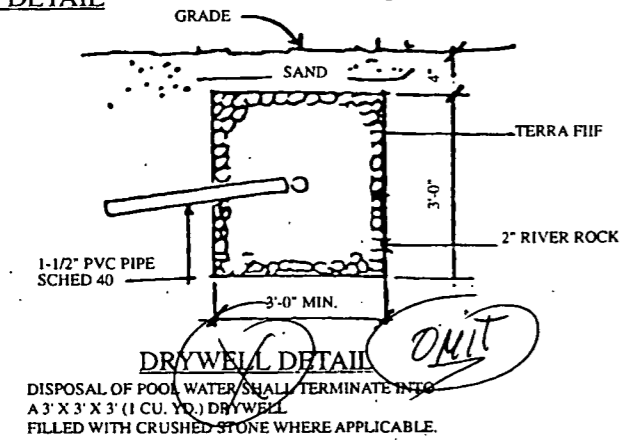 DETAIL
GRADE
SAND
4"
TERRA FIIF
3'-0"
2" RIVER ROCK
1-1/2" PVC PIPE
SCHED 40
3'-0" MIN.
OMIT
DRYWELL DETAIL
DISPOSAL OF POOL WATER SHALL TERMINATE INTO
A 3' X 3' X 3' (1 CU. YD.) DRYWELL
FILLED WITH CRUSHED STONE WHERE APPLICABLE.